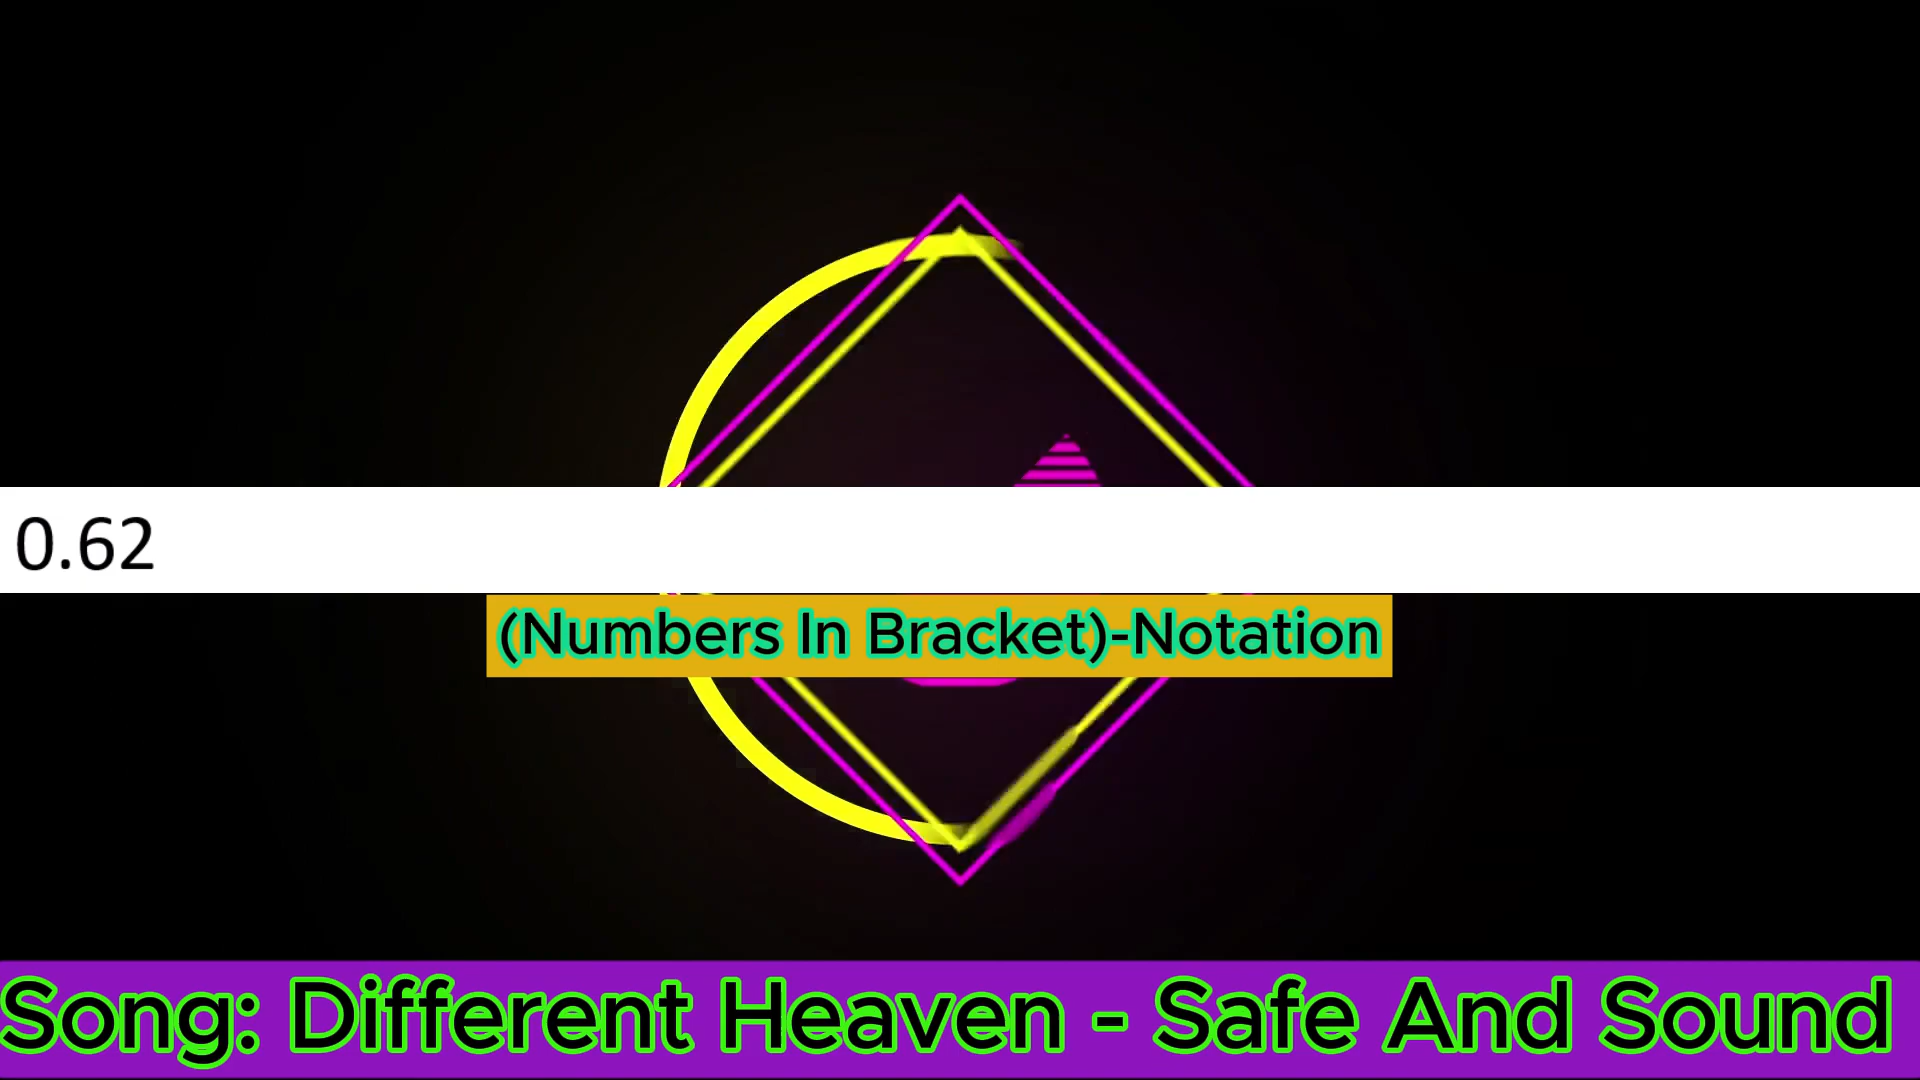 0.62
(Numbers In Bracket)-Notation
Song: Different Heaven - Safe And Sound